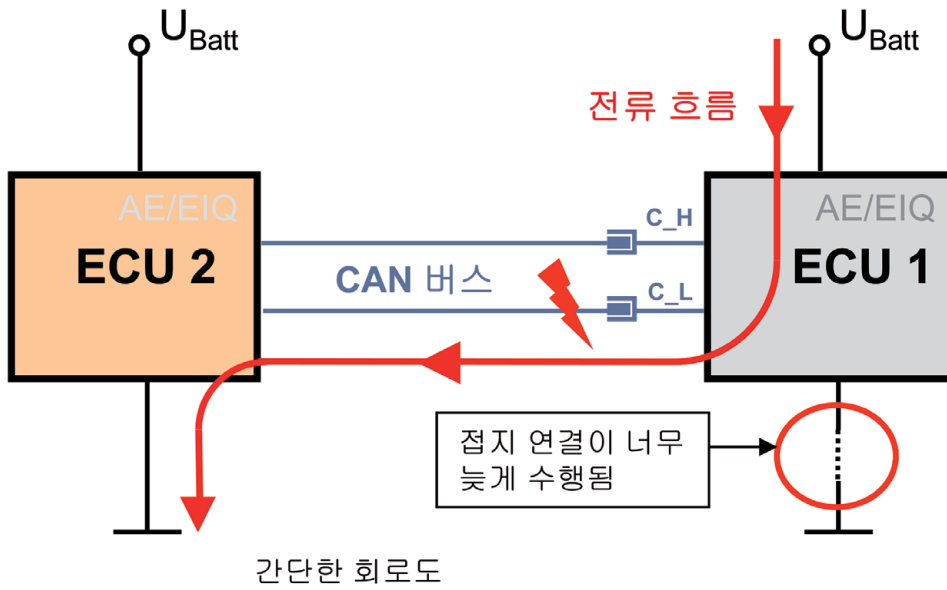 U_Batt
U_Batt
전류 흐름
AE/EIQ
ECU 2
C_H
CAN 버스
C_L
AE/EIQ
ECU 1
접지 연결이 너무
늦게 수행됨
간단한 회로도